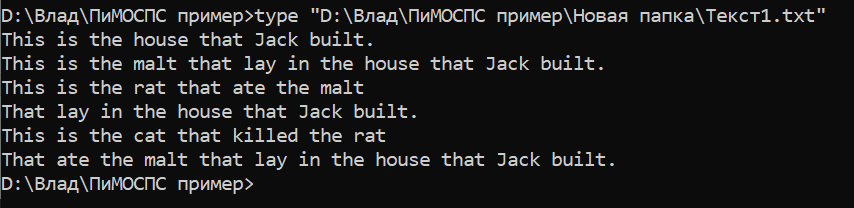 D:\Влад\ПиМОСПС пример>type "D:\Влад\ПиМОСПС пример\Новая папка\Текст1.txt"
This is the house that Jack built.
This is the malt that lay in the house that Jack built.
This is the rat that ate the malt
That lay in the house that Jack built.
This is the cat that killed the rat
That ate the malt that lay in the house that Jack built.
D:\Влад\ПиМОСПС пример>